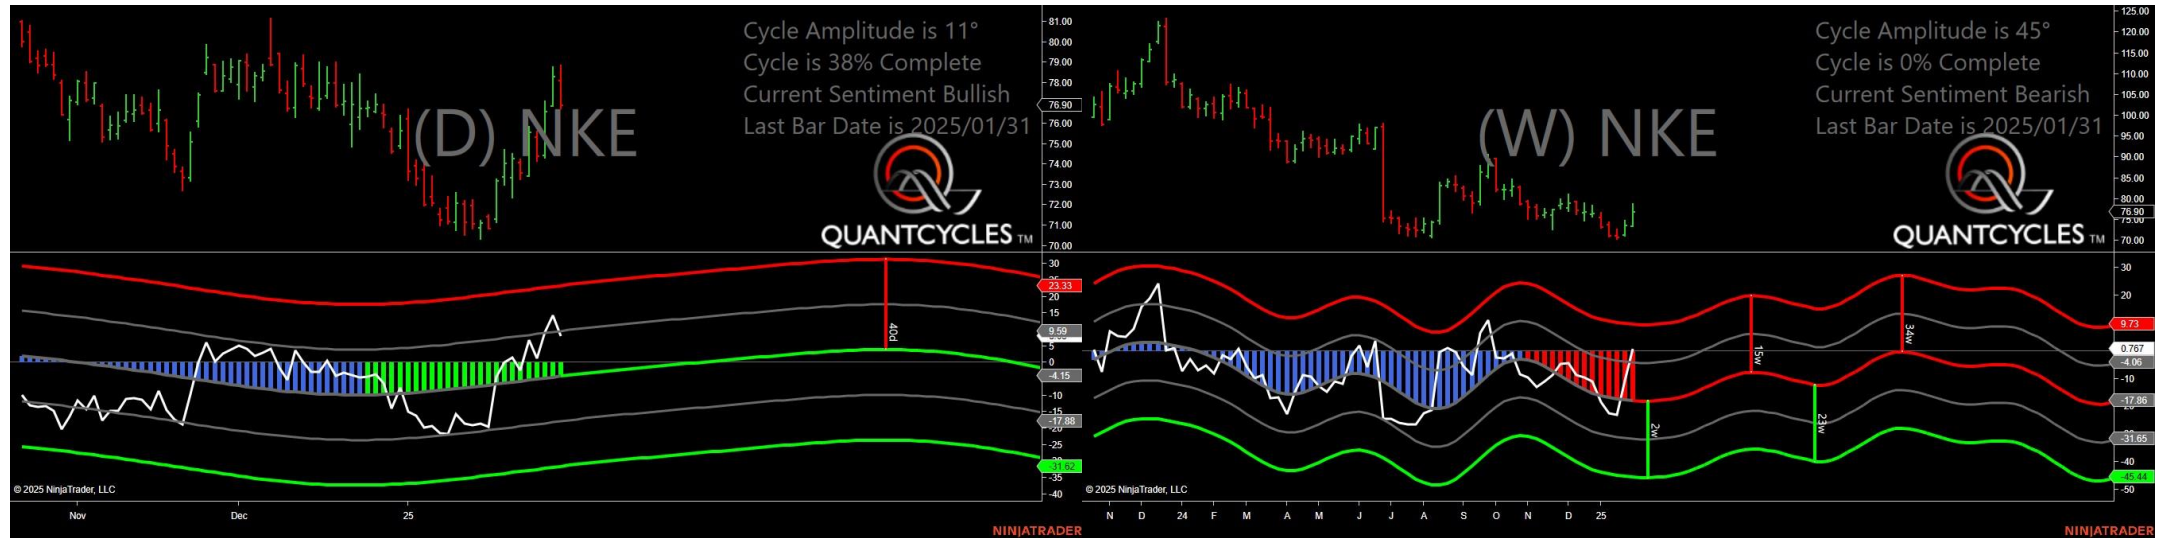 Cycle Amplitude is 11°
Cycle is 38% Complete
Current Sentiment Bullish
Last Bar Date is 2025/01/31
(D) NKE
QUANTCYCLES TM
81.00
80.00
79.00
78.00
76.90
76.00
75.00
74.00
73.00
72.00
71.00
70.00
30
23.33
20
15
9.59
5
0
-4.15
-10
-15
-17.88
-20
-25
-31.62
-35
-40
40d
© 2025 NinjaTrader, LLC
Nov
Dec
25
NINJATRADER
Cycle Amplitude is 45°
Cycle is 0% Complete
Current Sentiment Bearish
Last Bar Date is 2025/01/31
(W) NKE
QUANTCYCLES TM
125.00
120.00
115.00
110.00
105.00
100.00
95.00
90.00
85.00
80.00
76.90
75.00
70.00
30
20
9.73
0.767
-4.06
-10
-17.86
-31.65
-40
-45.44
-50
2w
15w
23w
34w
© 2025 NinjaTrader, LLC
N D 24 F M A M J J A S O N D 25
NINJATRADER